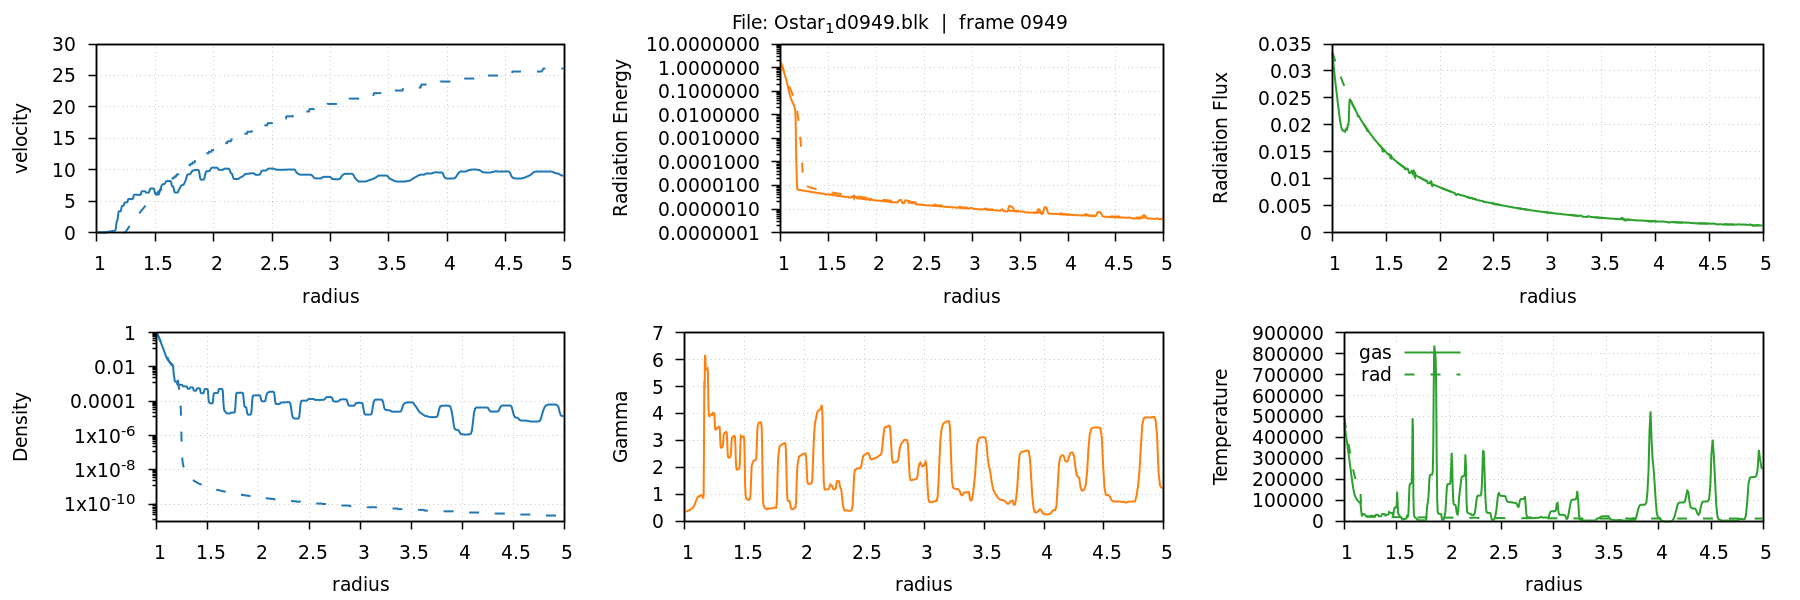 File: Ostar₁d0949.blk | frame 0949
velocity
30
25
20
15
10
5
0
1 1.5 2 2.5 3 3.5 4 4.5 5
radius
Radiation Energy
10.0000000
1.0000000
0.1000000
0.0100000
0.0010000
0.0001000
0.0000100
0.0000010
0.0000001
1 1.5 2 2.5 3 3.5 4 4.5 5
radius
Radiation Flux
0.035
0.03
0.025
0.02
0.015
0.01
0.005
0
1 1.5 2 2.5 3 3.5 4 4.5 5
radius
Density
1
0.01
0.0001
1x10⁻⁶
1x10⁻⁸
1x10⁻¹⁰
1 1.5 2 2.5 3 3.5 4 4.5 5
radius
Gamma
7
6
5
4
3
2
1
0
1 1.5 2 2.5 3 3.5 4 4.5 5
radius
Temperature
900000
800000
700000
600000
500000
400000
300000
200000
100000
0
gas
rad
1 1.5 2 2.5 3 3.5 4 4.5 5
radius